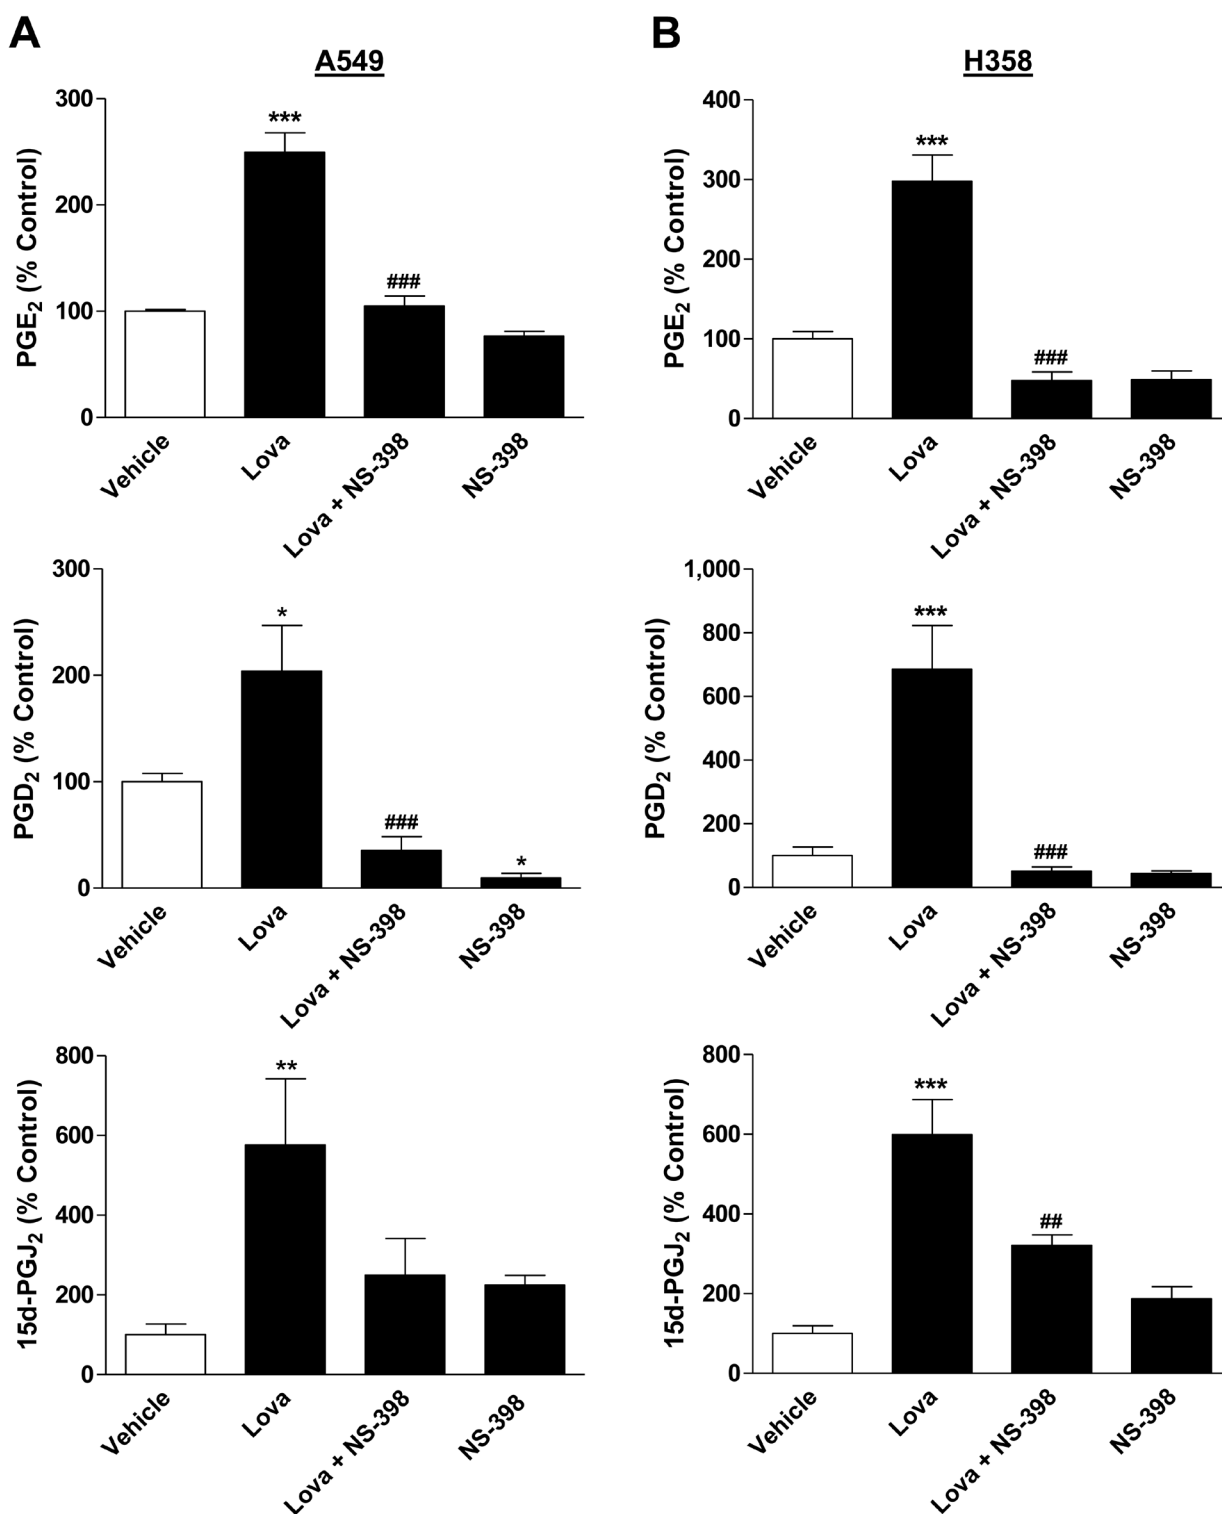 A
A549
300
200
100
0
PGE2 (% Control)
***
###
Vehicle
Lova
Lova + NS-398
NS-398
300
200
100
0
PGD2 (% Control)
*
###
*
Vehicle
Lova
Lova + NS-398
NS-398
800
600
400
200
0
15d-PGJ2 (% Control)
**
Vehicle
Lova
Lova + NS-398
NS-398
B
H358
400
300
200
100
0
PGE2 (% Control)
***
###
Vehicle
Lova
Lova + NS-398
NS-398
1,000
800
600
400
200
0
PGD2 (% Control)
***
###
Vehicle
Lova
Lova + NS-398
NS-398
800
600
400
200
0
15d-PGJ2 (% Control)
***
##
Vehicle
Lova
Lova + NS-398
NS-398